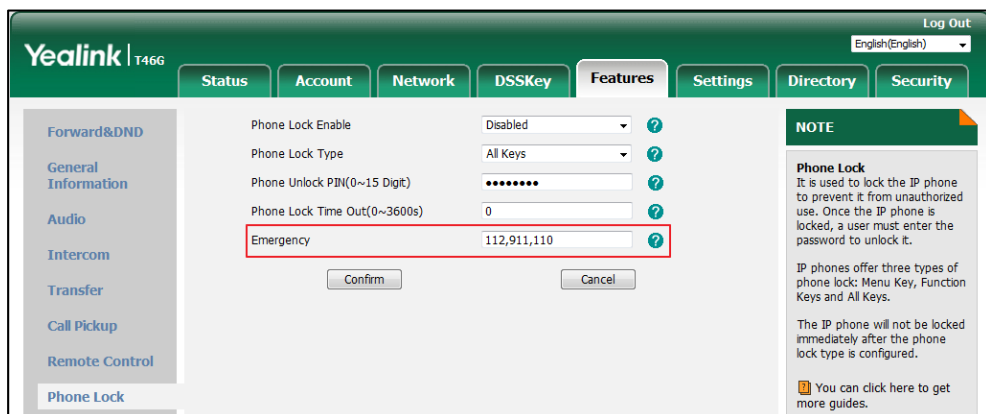 Log Out
Yealink | T46G
English(English)
Status
Account
Network
DSSKey
Features
Settings
Directory
Security
Forward&DND
General
Information
Audio
Intercom
Transfer
Call Pickup
Remote Control
Phone Lock
Phone Lock Enable Disabled ?
Phone Lock Type All Keys ?
Phone Unlock PIN(0~15 Digit) •••••••• ?
Phone Lock Time Out(0~3600s) 0 ?
Emergency 112,911,110 ?
Confirm
Cancel
NOTE
Phone Lock
It is used to lock the IP phone
to prevent it from unauthorized
use. Once the IP phone is
locked, a user must enter the
password to unlock it.
IP phones offer three types of
phone lock: Menu Key, Function
Keys and All Keys.
The IP phone will not be locked
immediately after the phone
lock type is configured.
? You can click here to get
more guides.